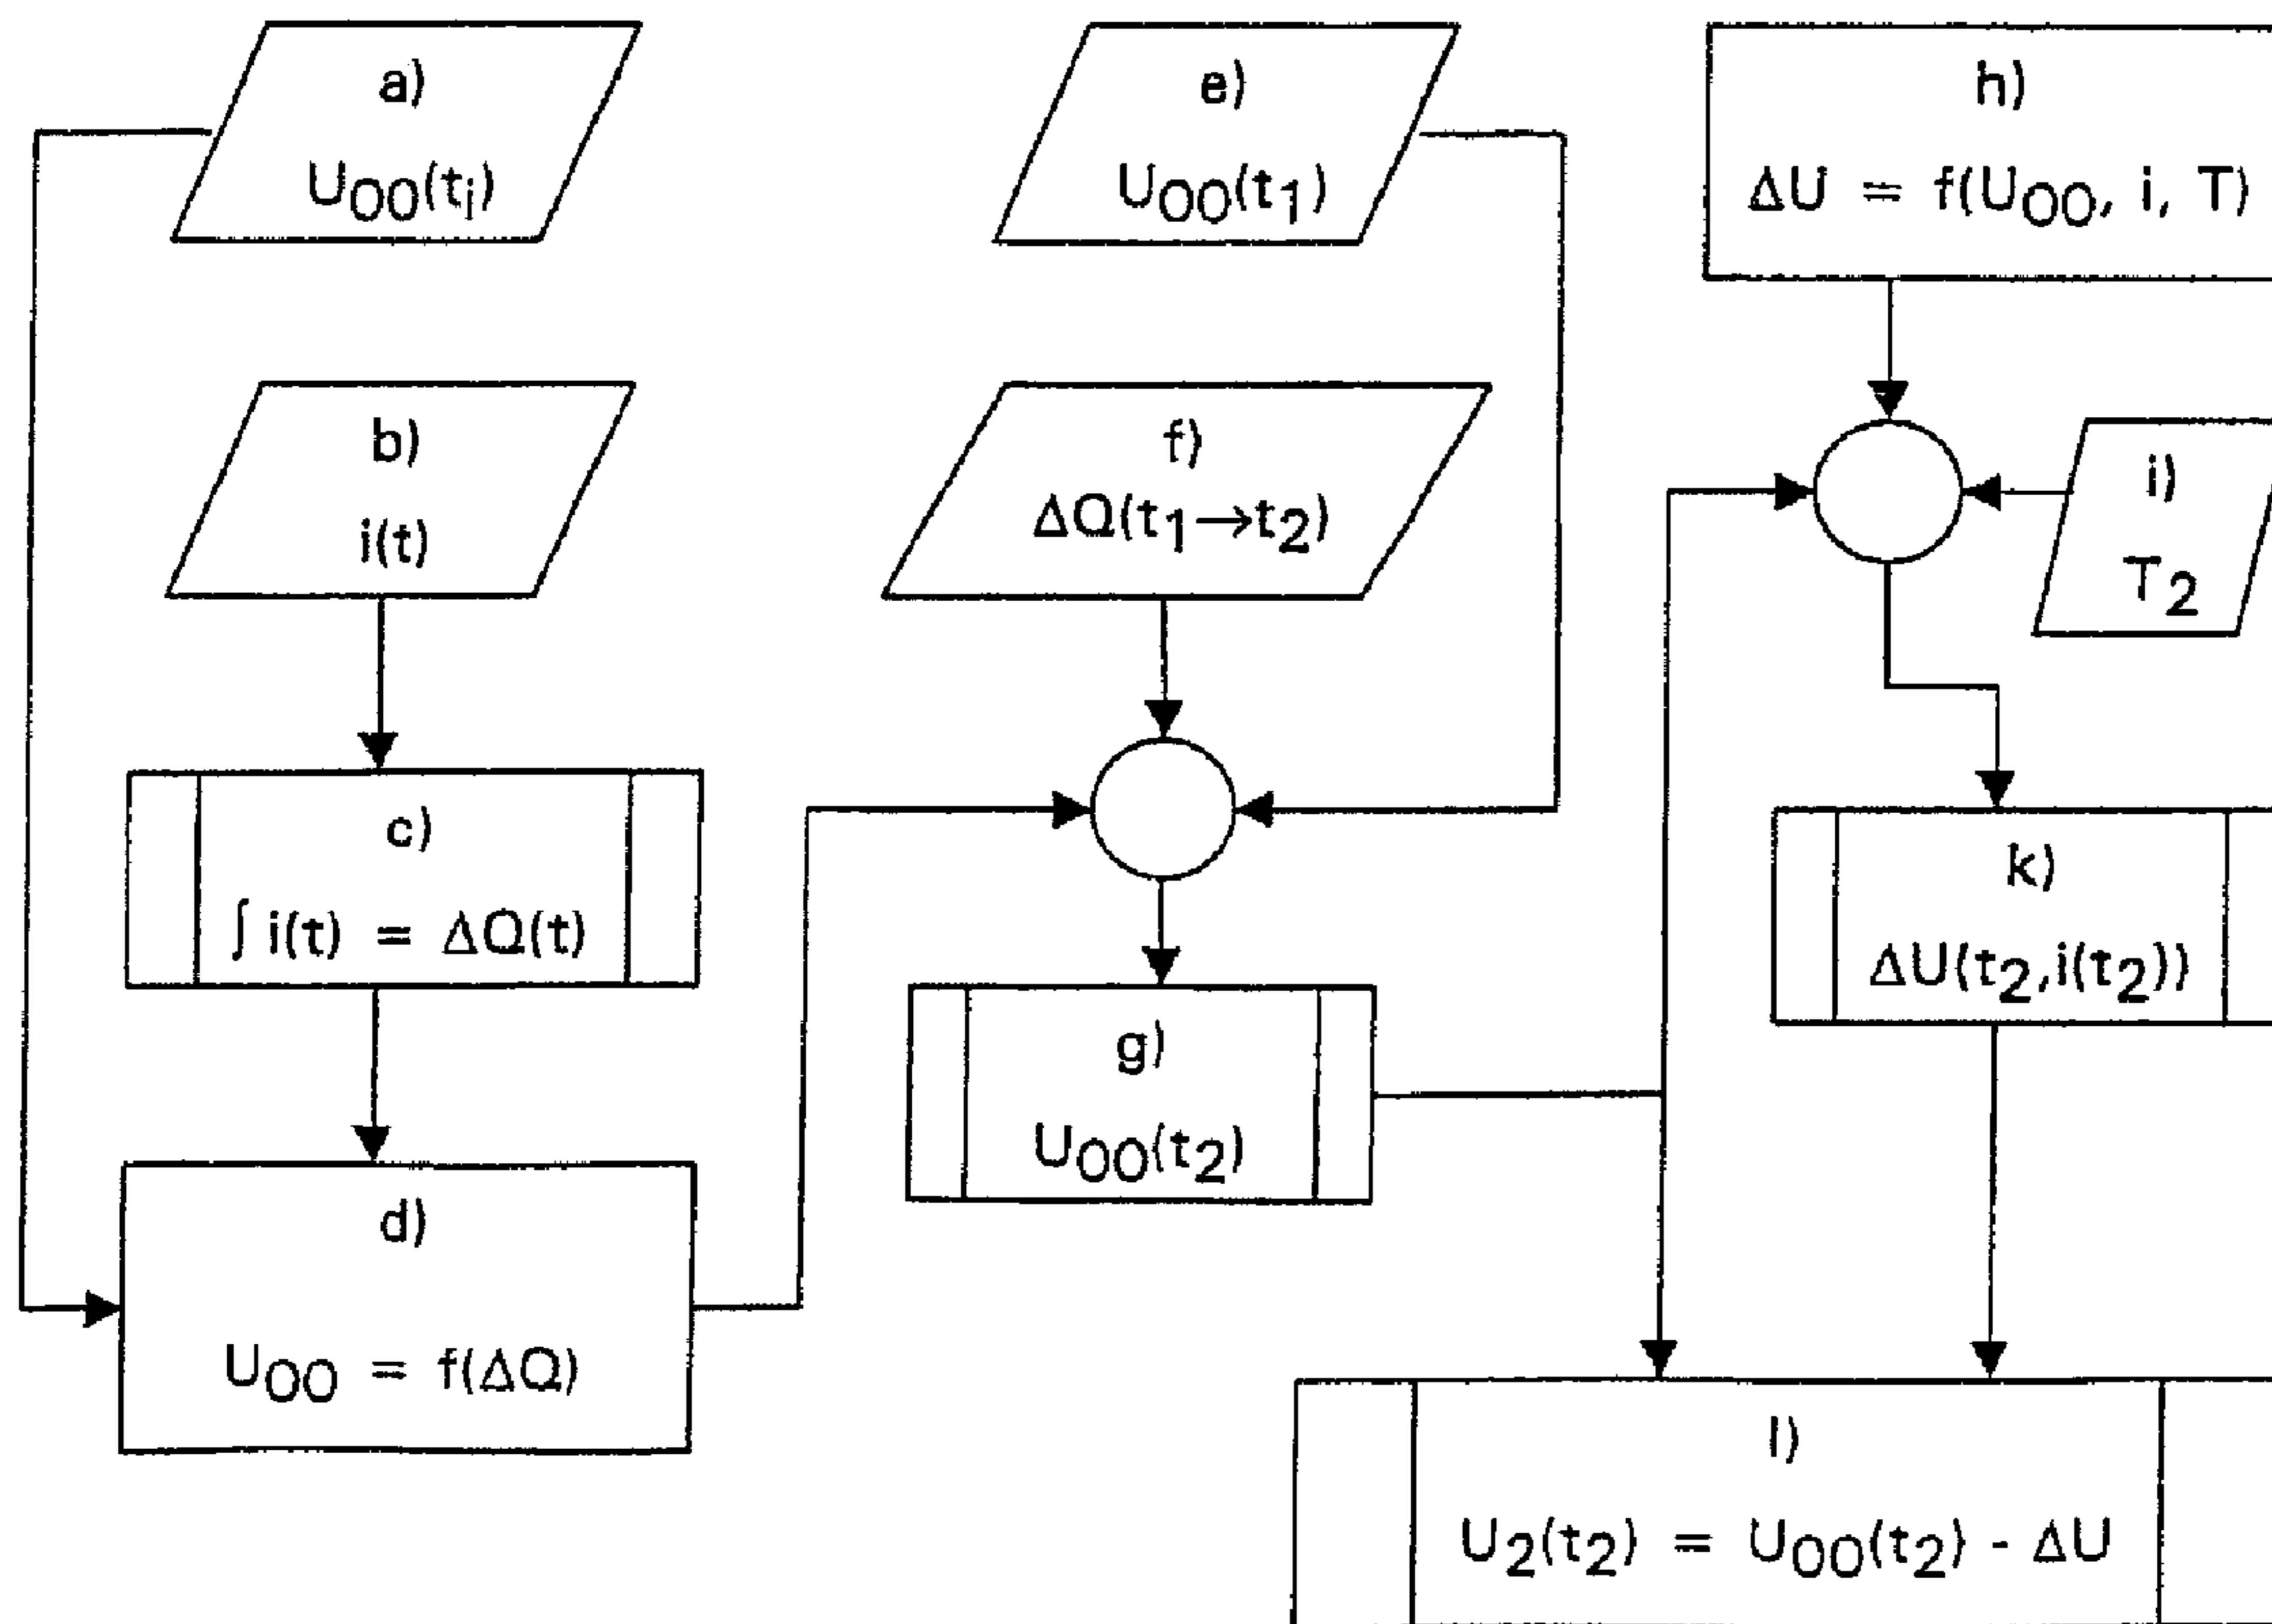 a)
U₀₀(tᵢ)
b)
i(t)
c)
∫ i(t) = ΔQ(t)
d)
U₀₀ = f(ΔQ)
e)
U₀₀(t₁)
f)
ΔQ(t₁→t₂)
g)
U₀₀(t₂)
h)
ΔU = f(U₀₀, i, T)
i)
T₂
k)
ΔU(t₂,i(t₂))
l)
U₂(t₂) = U₀₀(t₂) - ΔU